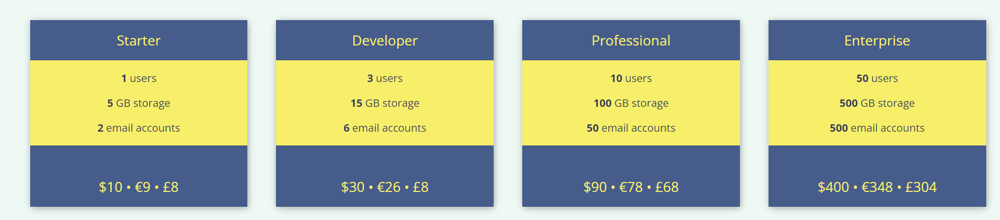 Starter
1 users
5 GB storage
2 email accounts
$10 • €9 • £8
Developer
3 users
15 GB storage
6 email accounts
$30 • €26 • £8
Professional
10 users
100 GB storage
50 email accounts
$90 • €78 • £68
Enterprise
50 users
500 GB storage
500 email accounts
$400 • €348 • £304